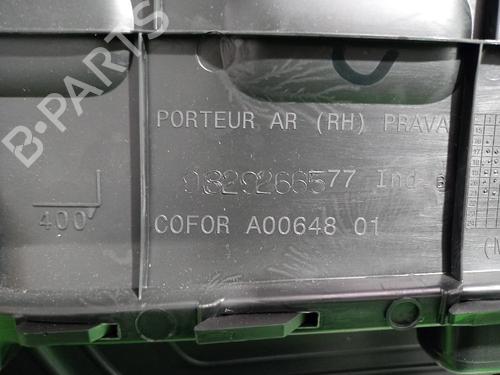 B-PARTS
PORTEUR AR (RH) PRAVA
9829266577 Ind
400
COFOR A00648 01
(M